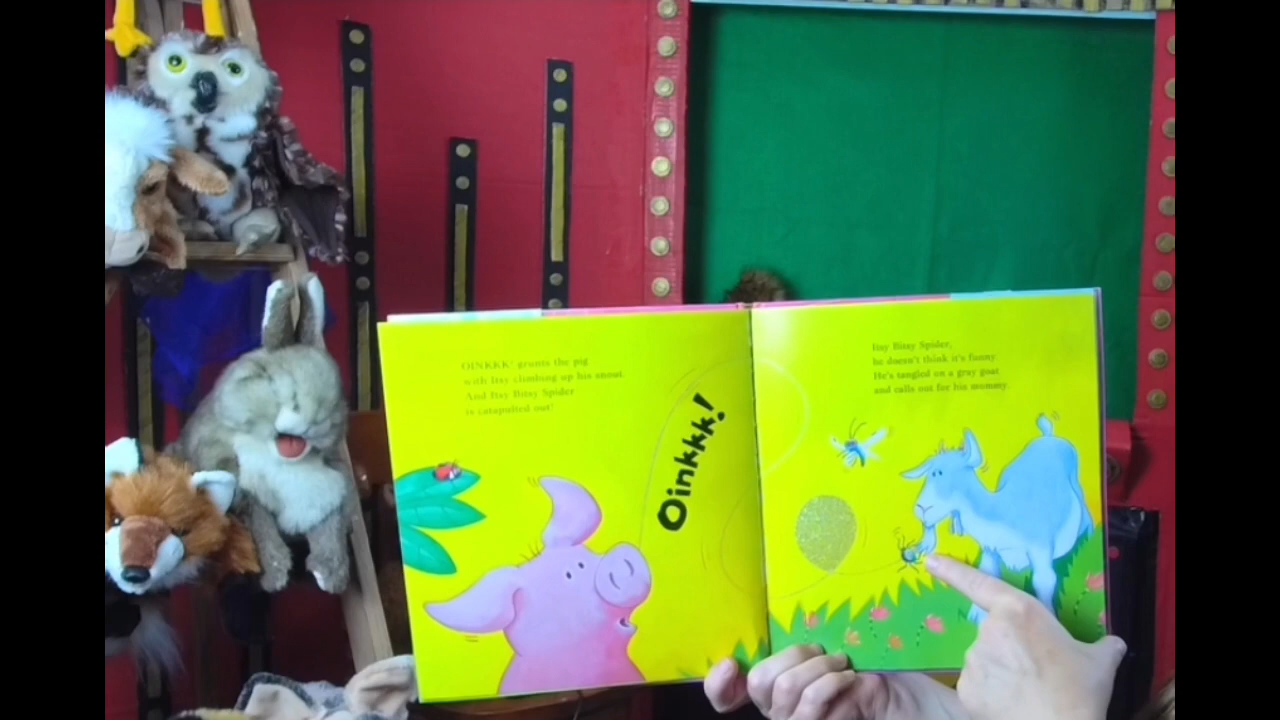 OINKKK! grunts the pig
with Itsy climbing up his snout.
And Itsy Bitsy Spider
is catapulted out!
Oinkkk!
Itsy Bitsy Spider,
he doesn't think it's funny.
He's tangled on a gray goat
and calls out for his mommy.